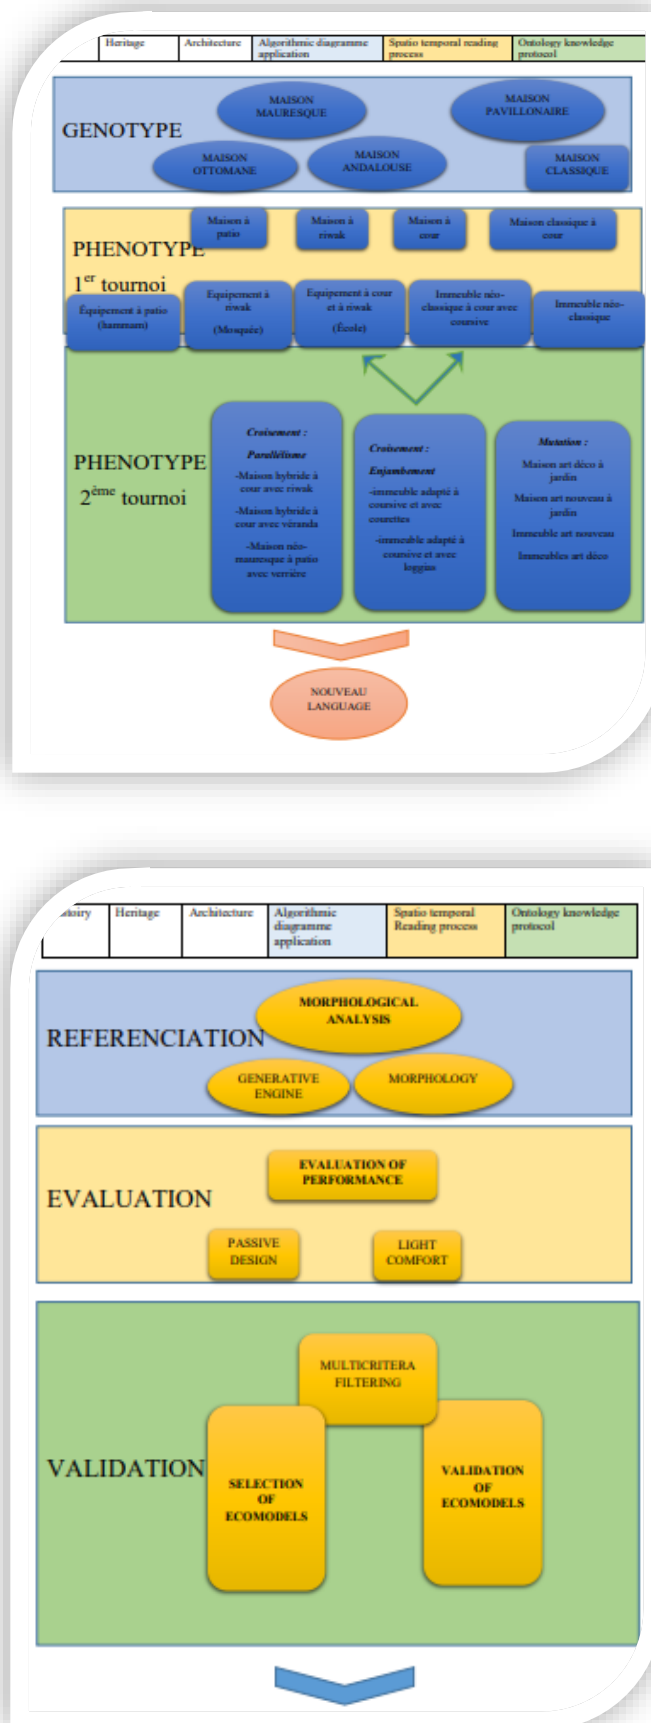 Heritage
Architecture
Algorithmic diagramme
application
Spatio temporal reading
process
Ontology knowledge
protocol
GENOTYPE
MAISON
MAURESQUE
MAISON
PAVILLONAIRE
MAISON
OTTOMANE
MAISON
ANDALOUSE
MAISON
CLASSIQUE
PHENOTYPE
1er tournoi
Maison à
patio
Maison à
riwak
Maison à
cour
Maison classique à
cour
Équipement à patio
(hammam)
Equipement à
riwak
(Mosquée)
Equipement à cour
et à riwak
(École)
Immeuble néo-
classique à cour avec
coursive
Immeuble néo-
classique
PHENOTYPE
2ème tournoi
Croisement :
Parallélisme
-Maison hybride à
cour avec riwak
-Maison hybride à
cour avec véranda
-Maison néo-
mauresque à patio
avec verrière
Croisement :
Enjambement
-immeuble adapté à
coursive et avec
courettes
-immeuble adapté à
coursive et avec
loggias
Mutation :
Maison art déco à
jardin
Maison art nouveau à
jardin
Immeuble art nouveau
Immeubles art déco
NOUVEAU
LANGUAGE
Heritage
Architecture
Algorithmic
diagramme
application
Spatio temporal
Reading process
Ontology knowledge
protocol
REFERENCIATION
MORPHOLOGICAL
ANALYSIS
GENERATIVE
ENGINE
MORPHOLOGY
EVALUATION
EVALUATION OF
PERFORMANCE
PASSIVE
DESIGN
LIGHT
COMFORT
VALIDATION
MULTICRITERA
FILTERING
SELECTION
OF
ECOMODELS
VALIDATION
OF
ECOMODELS